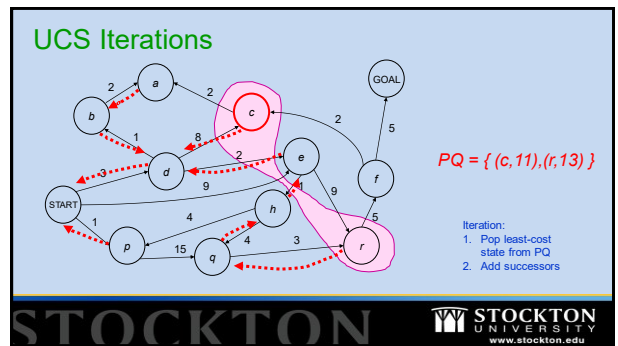 UCS Iterations
GOAL
a
2
2
c
b
2
1
8
5
e
d
2
3
9
f
PQ = { (c,11),(r,13) }
START
1
9
h
4
5
1
p
15
q
4
3
r
Iteration:
1. Pop least-cost
state from PQ
2. Add successors
STOCKTON
STOCKTON
UNIVERSITY
www.stockton.edu